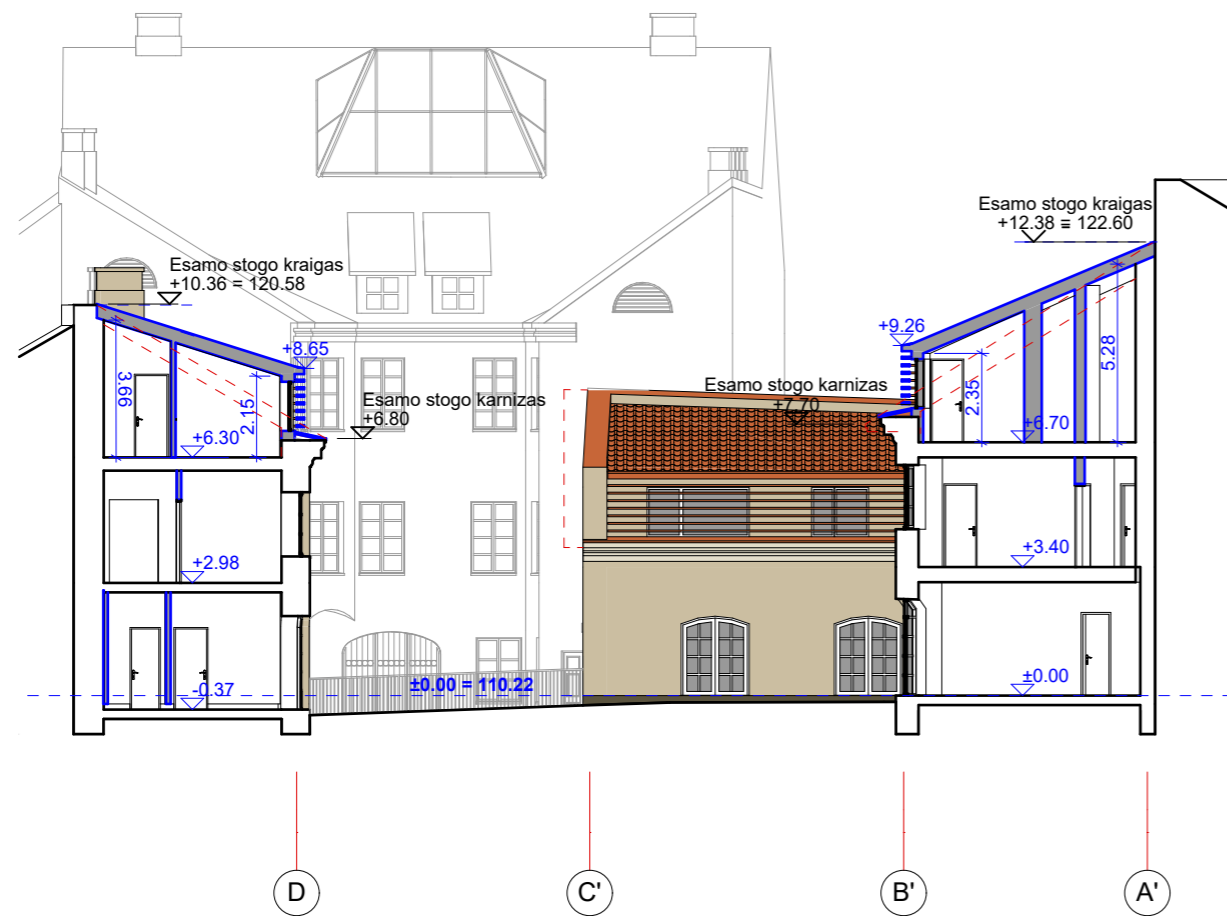 Esamo stogo kraigas
+12.38 ≡ 122.60
Esamo stogo kraigas
+10.36 = 120.58
+9.26
+8.65
5.28
3.66
2.15
2.35
Esamo stogo karnizas
+7.70
Esamo stogo karnizas
+6.80
+6.30
+6.70
+2.98
+3.40
-0.37
±0.00 = 110.22
±0.00
D
C'
B'
A'